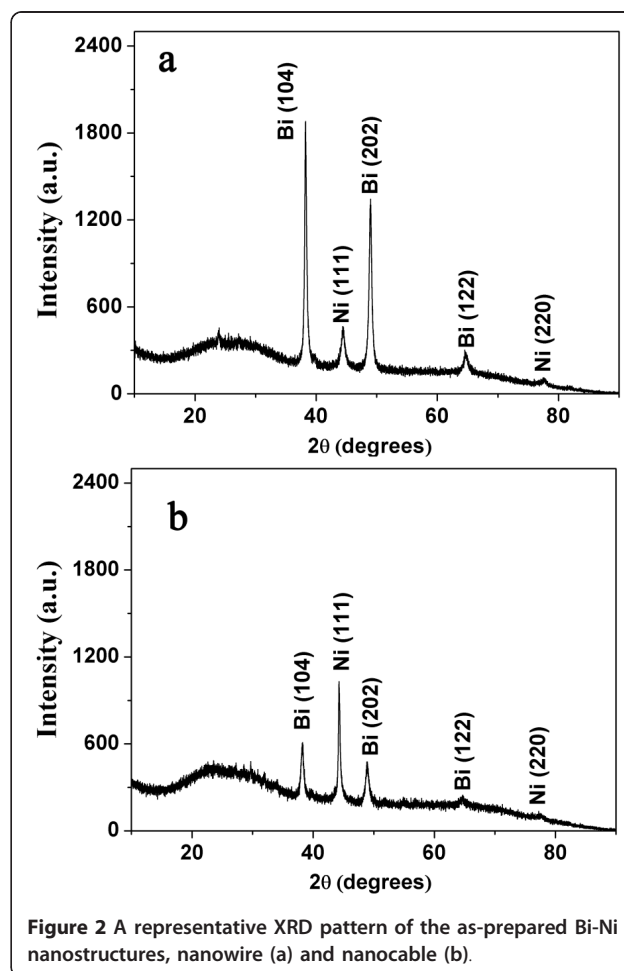 2400
a
Bi (104)
1800
Bi (202)
Intensity (a.u.)
1200
Ni (111)
600
Bi (122)
Ni (220)
0
20 40 60 80
2θ (degrees)
2400
b
1800
Intensity (a.u.)
1200
Ni (111)
Bi (104)
Bi (202)
600
Bi (122)
Ni (220)
0
20 40 60 80
2θ (degrees)
Figure 2 A representative XRD pattern of the as-prepared Bi-Ni
nanostructures, nanowire (a) and nanocable (b).